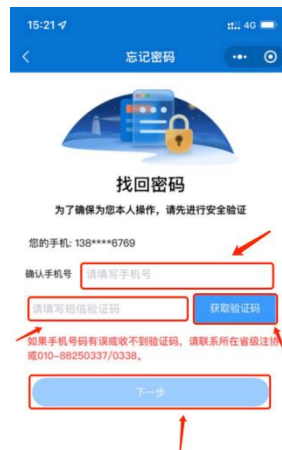 15:21 4G
忘记密码
找回密码
为了确保为您本人操作，请先进行安全验证
您的手机: 138****6769
确认手机号 请填写手机号
请填写短信验证码 获取验证码
如果手机号码有误或收不到验证码，请联系所在省级注协
或010-88250337/0338。
下一步